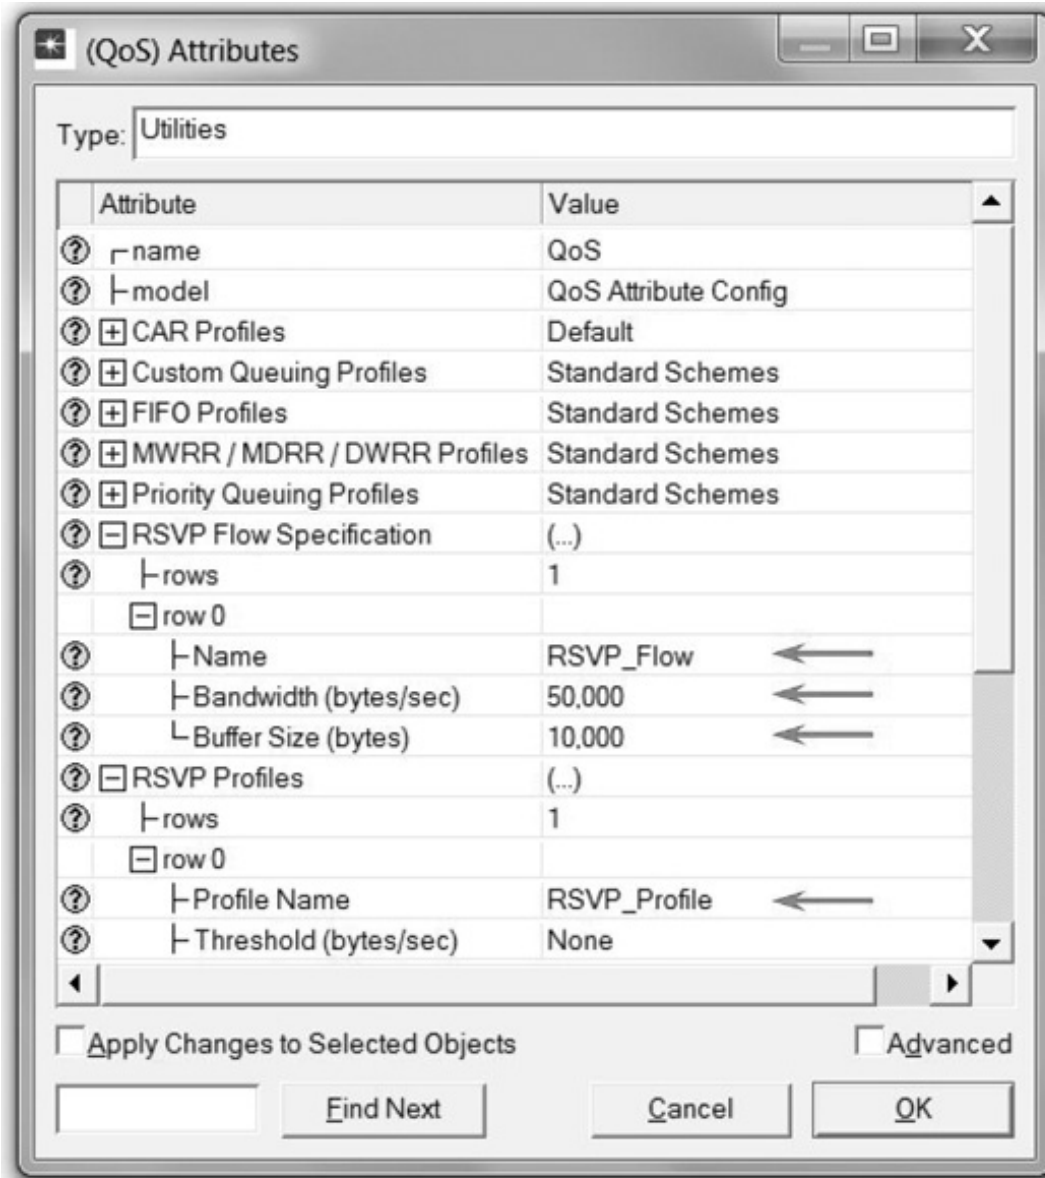 (QoS) Attributes
Type: Utilities
Attribute Value
name QoS
model QoS Attribute Config
CAR Profiles Default
Custom Queuing Profiles Standard Schemes
FIFO Profiles Standard Schemes
MWRR / MDRR / DWRR Profiles Standard Schemes
Priority Queuing Profiles Standard Schemes
RSVP Flow Specification (...)
rows 1
row 0
Name RSVP_Flow
Bandwidth (bytes/sec) 50,000
Buffer Size (bytes) 10,000
RSVP Profiles (...)
rows 1
row 0
Profile Name RSVP_Profile
Threshold (bytes/sec) None
Apply Changes to Selected Objects Advanced
Find Next Cancel OK